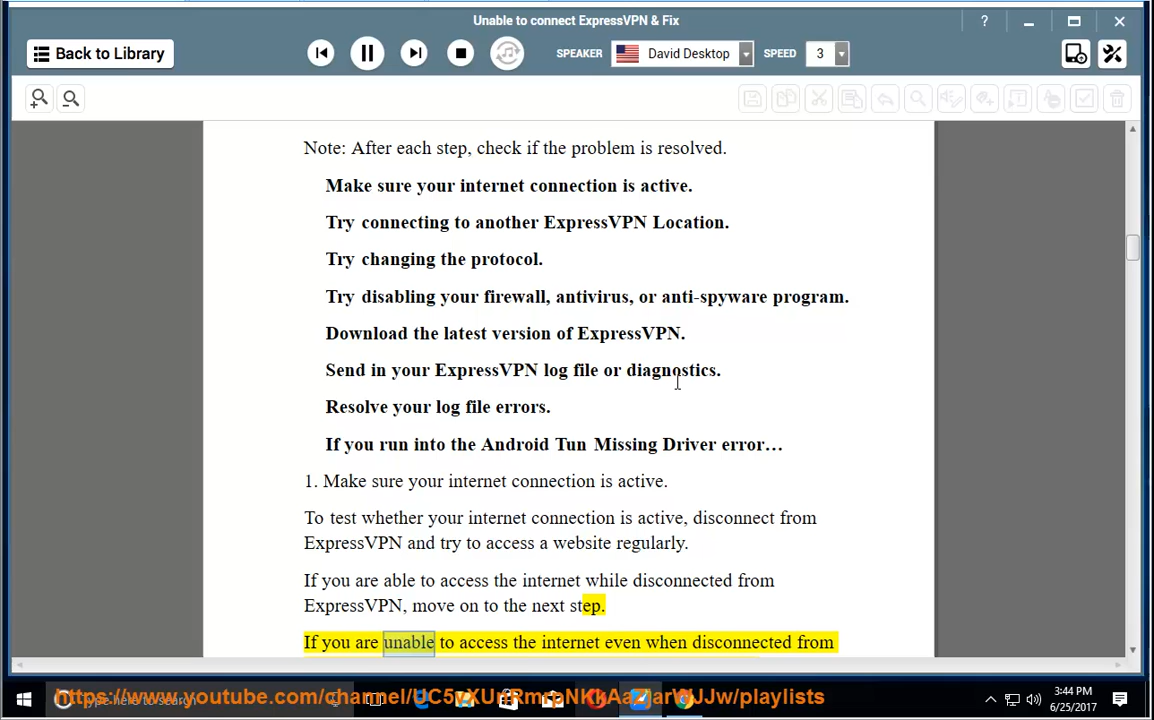 Unable to connect ExpressVPN & Fix
?
Back to Library
SPEAKER
David Desktop
SPEED
3
Note: After each step, check if the problem is resolved.
Make sure your internet connection is active.
Try connecting to another ExpressVPN Location.
Try changing the protocol.
Try disabling your firewall, antivirus, or anti-spyware program.
Download the latest version of ExpressVPN.
Send in your ExpressVPN log file or diagnostics.
Resolve your log file errors.
If you run into the Android Tun Missing Driver error…
1. Make sure your internet connection is active.
To test whether your internet connection is active, disconnect from
ExpressVPN and try to access a website regularly.
If you are able to access the internet while disconnected from
ExpressVPN, move on to the next step.
If you are unable to access the internet even when disconnected from
/playlists
3:44 PM
6/25/2017